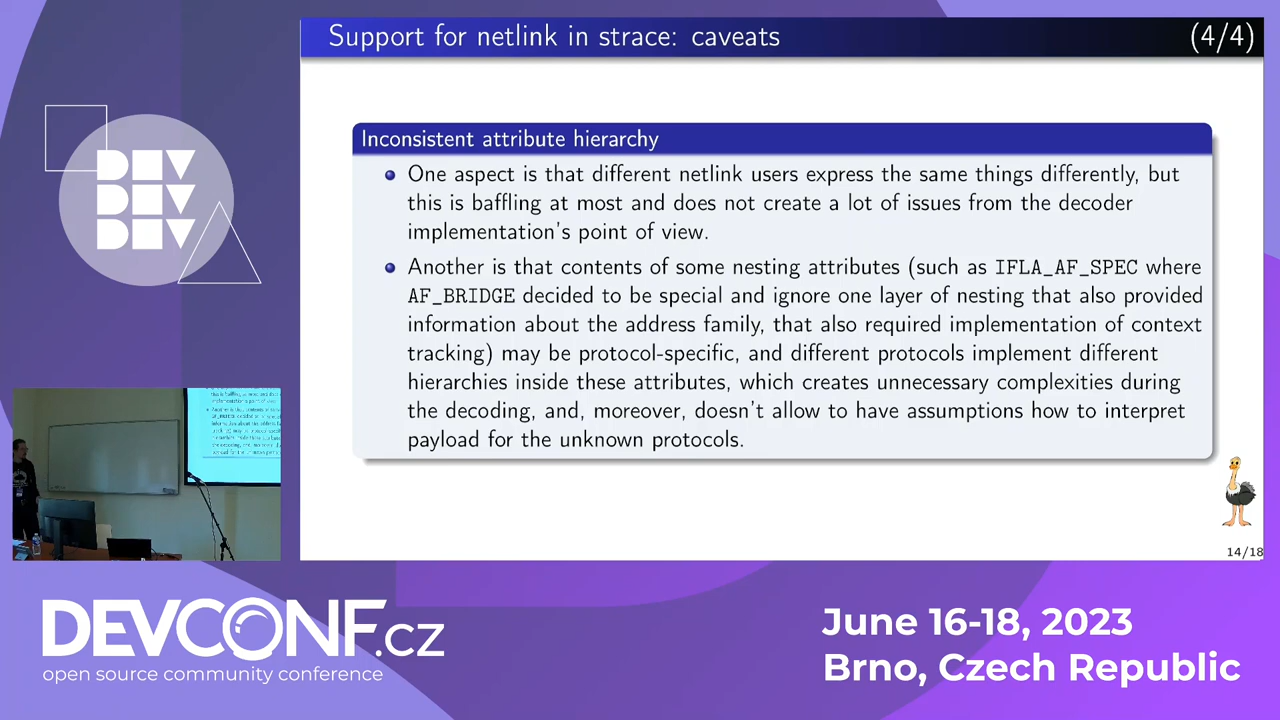 Support for netlink in strace: caveats (4/4)
Inconsistent attribute hierarchy
One aspect is that different netlink users express the same things differently, but
this is baffling at most and does not create a lot of issues from the decoder
implementation's point of view.
Another is that contents of some nesting attributes (such as IFLA_AF_SPEC where
AF_BRIDGE decided to be special and ignore one layer of nesting that also provided
information about the address family, that also required implementation of context
tracking) may be protocol-specific, and different protocols implement different
hierarchies inside these attributes, which creates unnecessary complexities during
the decoding, and, moreover, doesn't allow to have assumptions how to interpret
payload for the unknown protocols.
14/18
DEV
DEV
DEV
DEVCONF.cz
open source community conference
June 16-18, 2023
Brno, Czech Republic